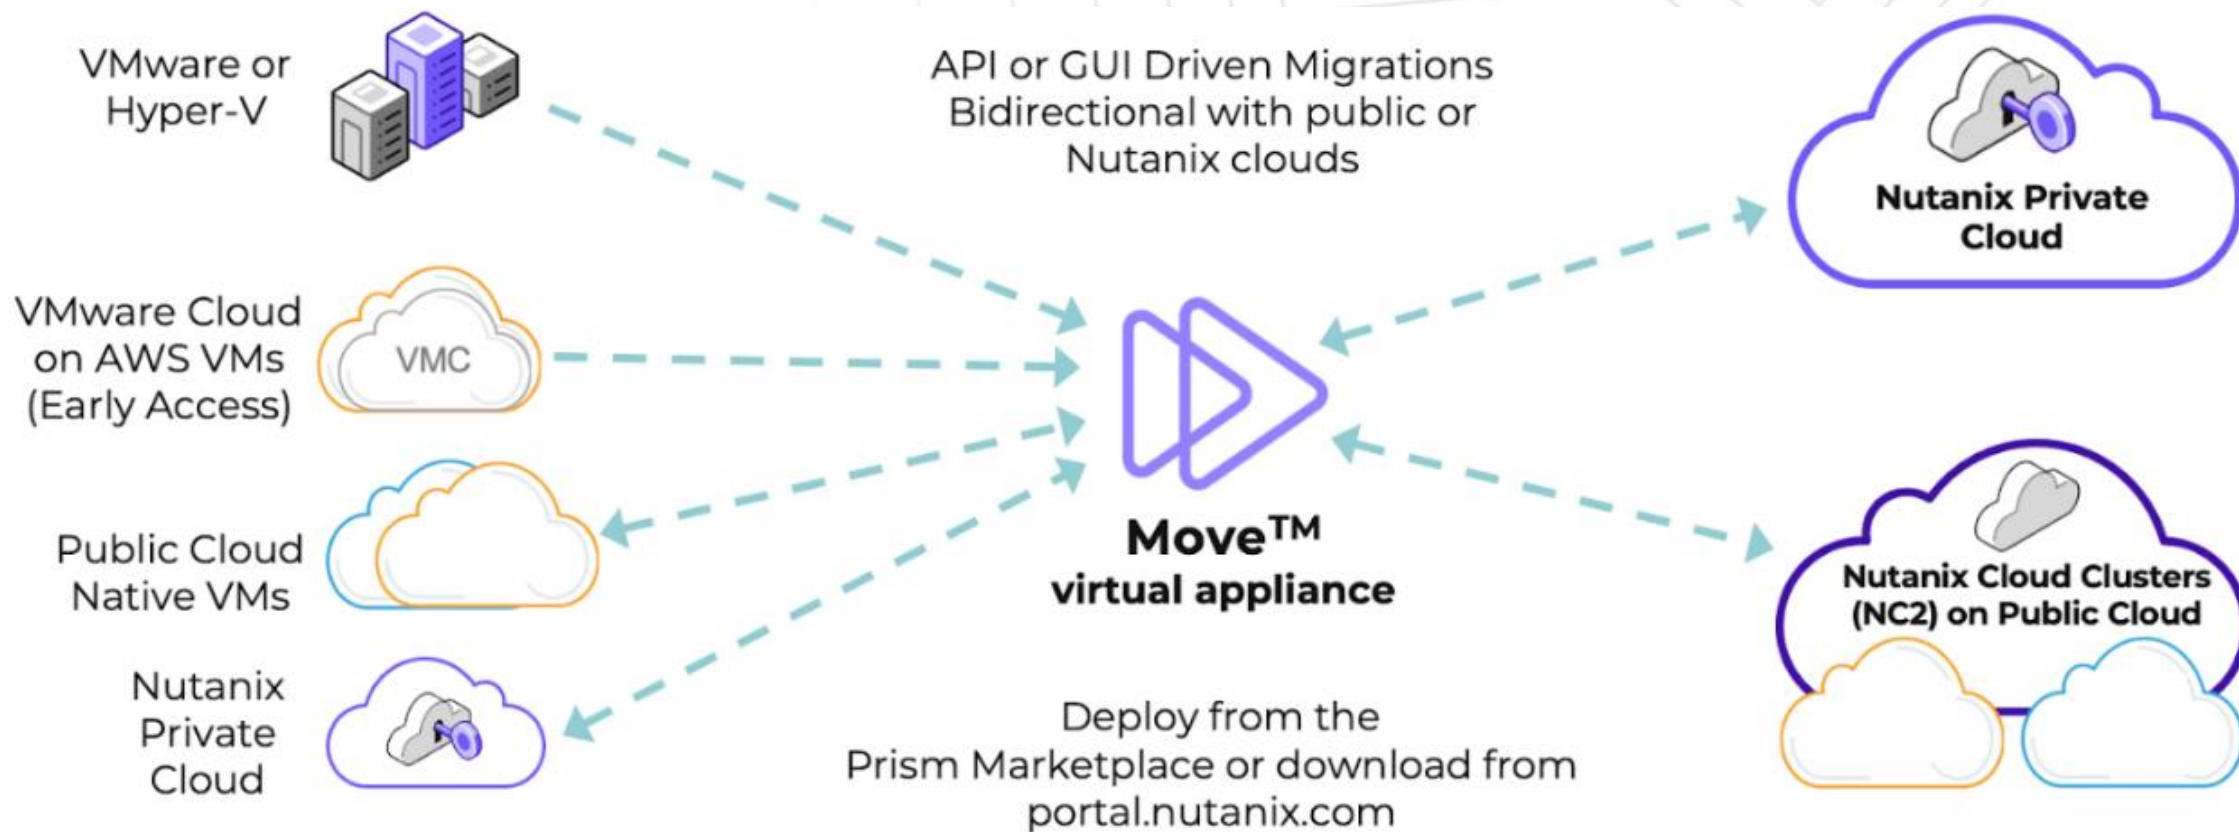 VMware or
Hyper-V
API or GUI Driven Migrations
Bidirectional with public or
Nutanix clouds
Nutanix Private
Cloud
VMware Cloud
on AWS VMs
(Early Access)
VMC
Public Cloud
Native VMs
Move™
virtual appliance
Nutanix Cloud Clusters
(NC2) on Public Cloud
Nutanix
Private
Cloud
Deploy from the
Prism Marketplace or download from
portal.nutanix.com